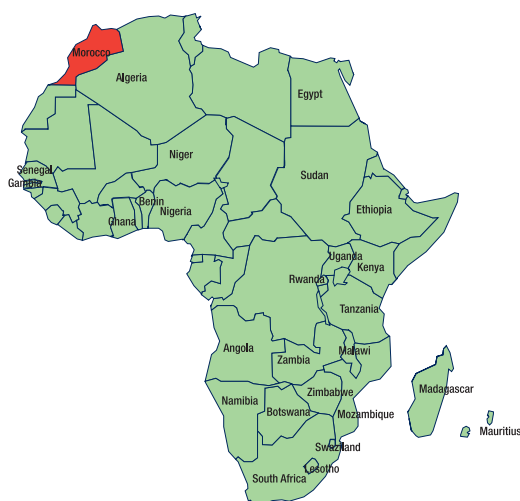 Morocco
Algeria
Egypt
Niger
Sudan
Senegal
Gambia
Benin
Ghana
Nigeria
Ethiopia
Uganda
Kenya
Rwanda
Tanzania
Angola
Malawi
Zambia
Madagascar
Zimbabwe
Namibia
Botswana
Mozambique
Mauritius
Swaziland
Lesotho
South Africa